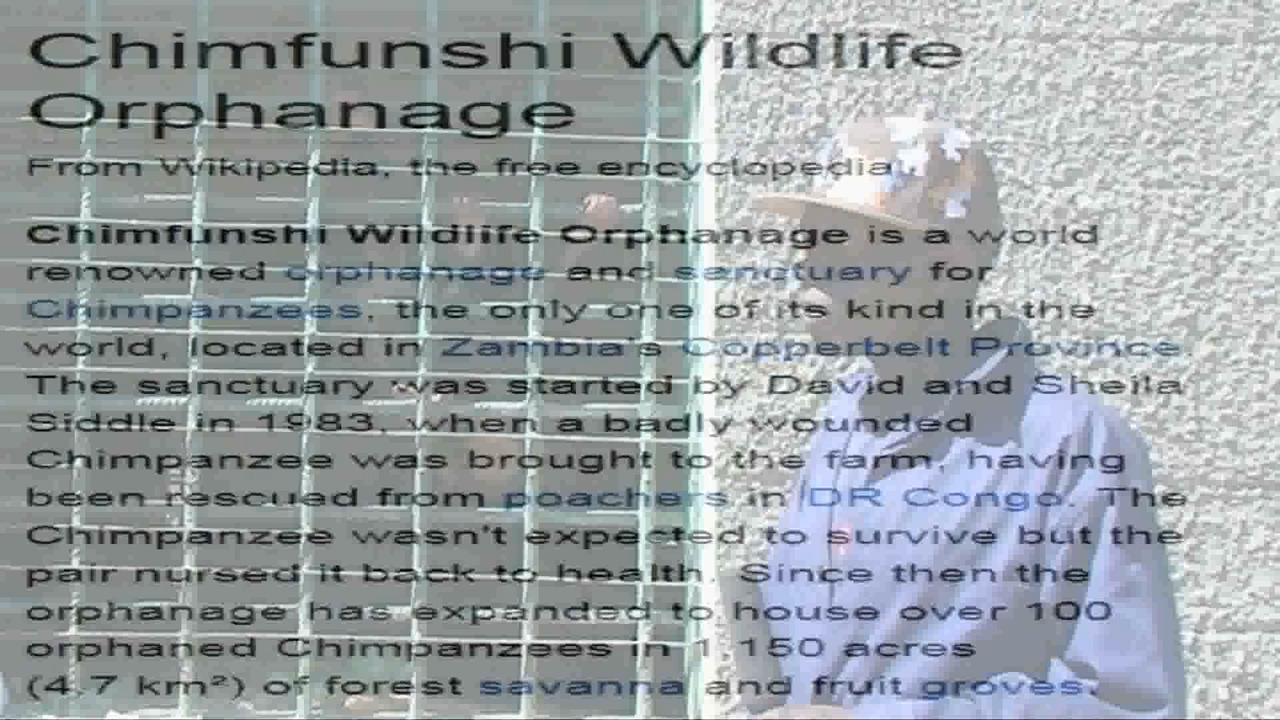 Chimfunshi Wildlife
Orphanage
From Wikipedia, the free encyclopedia
Chimfunshi Wildlife Orphanage is a world
renowned orphanage and sanctuary for
Chimpanzees, the only one of its kind in the
world, located in Zambia's Copperbelt Province.
The sanctuary was started by David and Sheila
Siddle in 1983, when a badly wounded
Chimpanzee was brought to the farm, having
been rescued from poachers in DR Congo. The
Chimpanzee wasn't expected to survive but the
pair nursed it back to health. Since then the
orphanage has expanded to house over 100
orphaned Chimpanzees in 1 150 acres
(4.7 km²) of forest savanna and fruit groves.